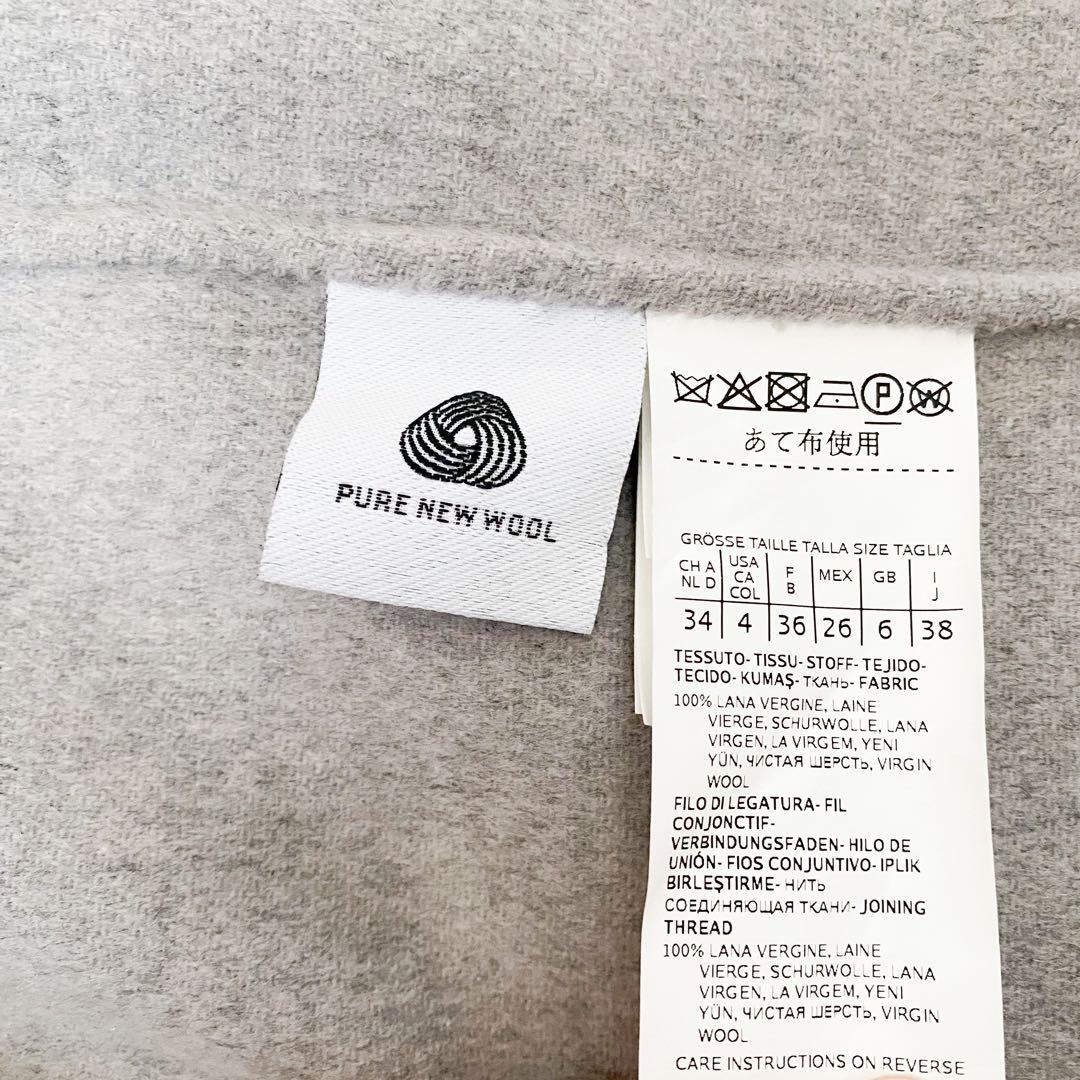 PURE NEW WOOL
P
W
あて布使用
GRÖSSE TAILLE TALLA SIZE TAGLIA
CH A NL D
USA CA COL
F B
MEX
GB
I J
34 4 36 26 6 38
TESSUTO- TISSU- STOFF- TEJIDO-
TECIDO- KUMAŞ- ТКАНЬ- FABRIC
100% LANA VERGINE, LAINE
VIERGE, SCHURWOLLE, LANA
VIRGEN, LA VIRGEM, YENI
YÜN, ЧИСТАЯ ШЕРСТЬ, VIRGIN
WOOL
FILO DI LEGATURA- FIL
CONJONCTIF-
VERBINDUNGSFADEN- HILO DE
UNIÓN- FIOS CONJUNTIVO- IPLIK
BIRLEŞTIRME- НИТЬ
СОЕДИНЯЮЩАЯ ТКАНИ- JOINING
THREAD
100% LANA VERGINE, LAINE
VIERGE, SCHURWOLLE, LANA
VIRGEN, LA VIRGEM, YENI
YÜN, ЧИСТАЯ ШЕРСТЬ, VIRGIN
WOOL
CARE INSTRUCTIONS ON REVERSE